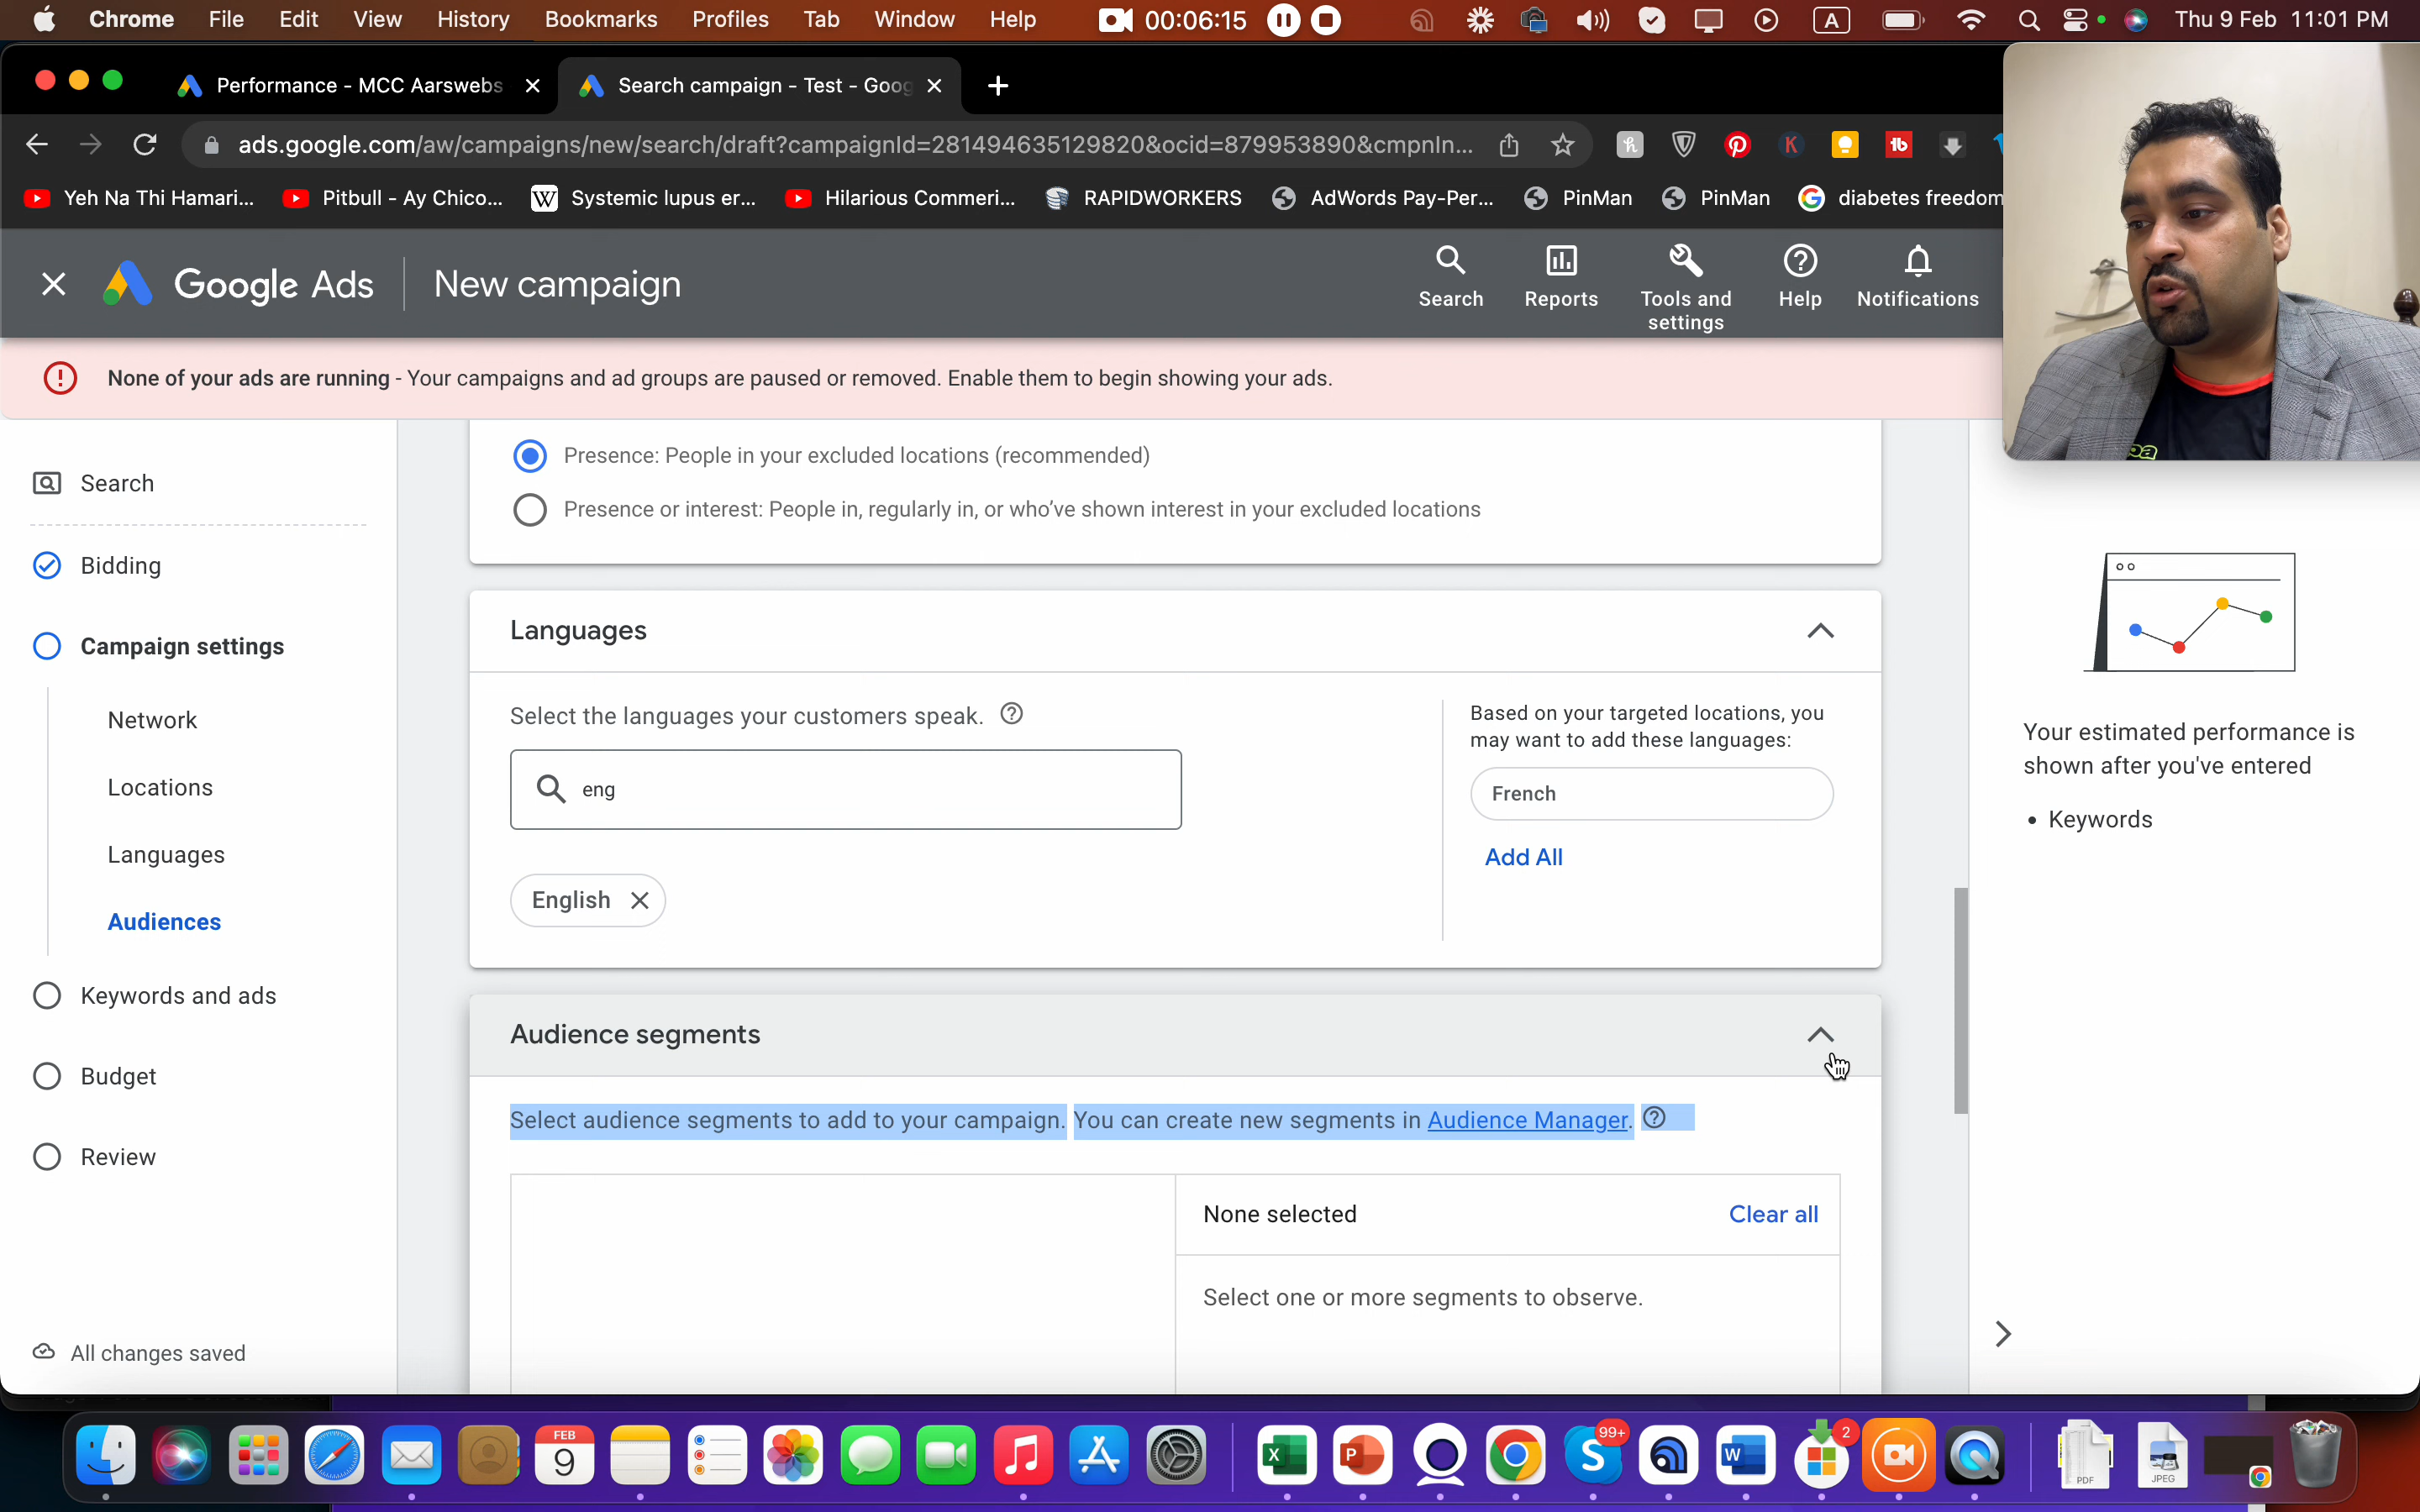 Chrome File Edit View History Bookmarks Profiles Tab Window Help 00:06:15 A Thu 9 Feb 11:01 PM
Performance - MCC Aarswebs
Search campaign - Test - Goog
ads.google.com/aw/campaigns/new/search/draft?campaignId=281494635129820&ocid=879953890&cmpnIn...
Yeh Na Thi Hamari... Pitbull - Ay Chico... W Systemic lupus er... Hilarious Commeri... RAPIDWORKERS AdWords Pay-Per... PinMan PinMan diabetes freedom
Google Ads New campaign
Search Reports Tools and settings Help Notifications
None of your ads are running - Your campaigns and ad groups are paused or removed. Enable them to begin showing your ads.
Search
Bidding
Campaign settings
Network
Locations
Languages
Audiences
Keywords and ads
Budget
Review
All changes saved
Presence: People in your excluded locations (recommended)
Presence or interest: People in, regularly in, or who've shown interest in your excluded locations
Languages
Select the languages your customers speak.
eng
English
Based on your targeted locations, you
may want to add these languages:
French
Add All
Audience segments
Select audience segments to add to your campaign. You can create new segments in Audience Manager.
None selected Clear all
Select one or more segments to observe.
Your estimated performance is
shown after you've entered
• Keywords
FEB
9
99+
2
PDF
JPEG